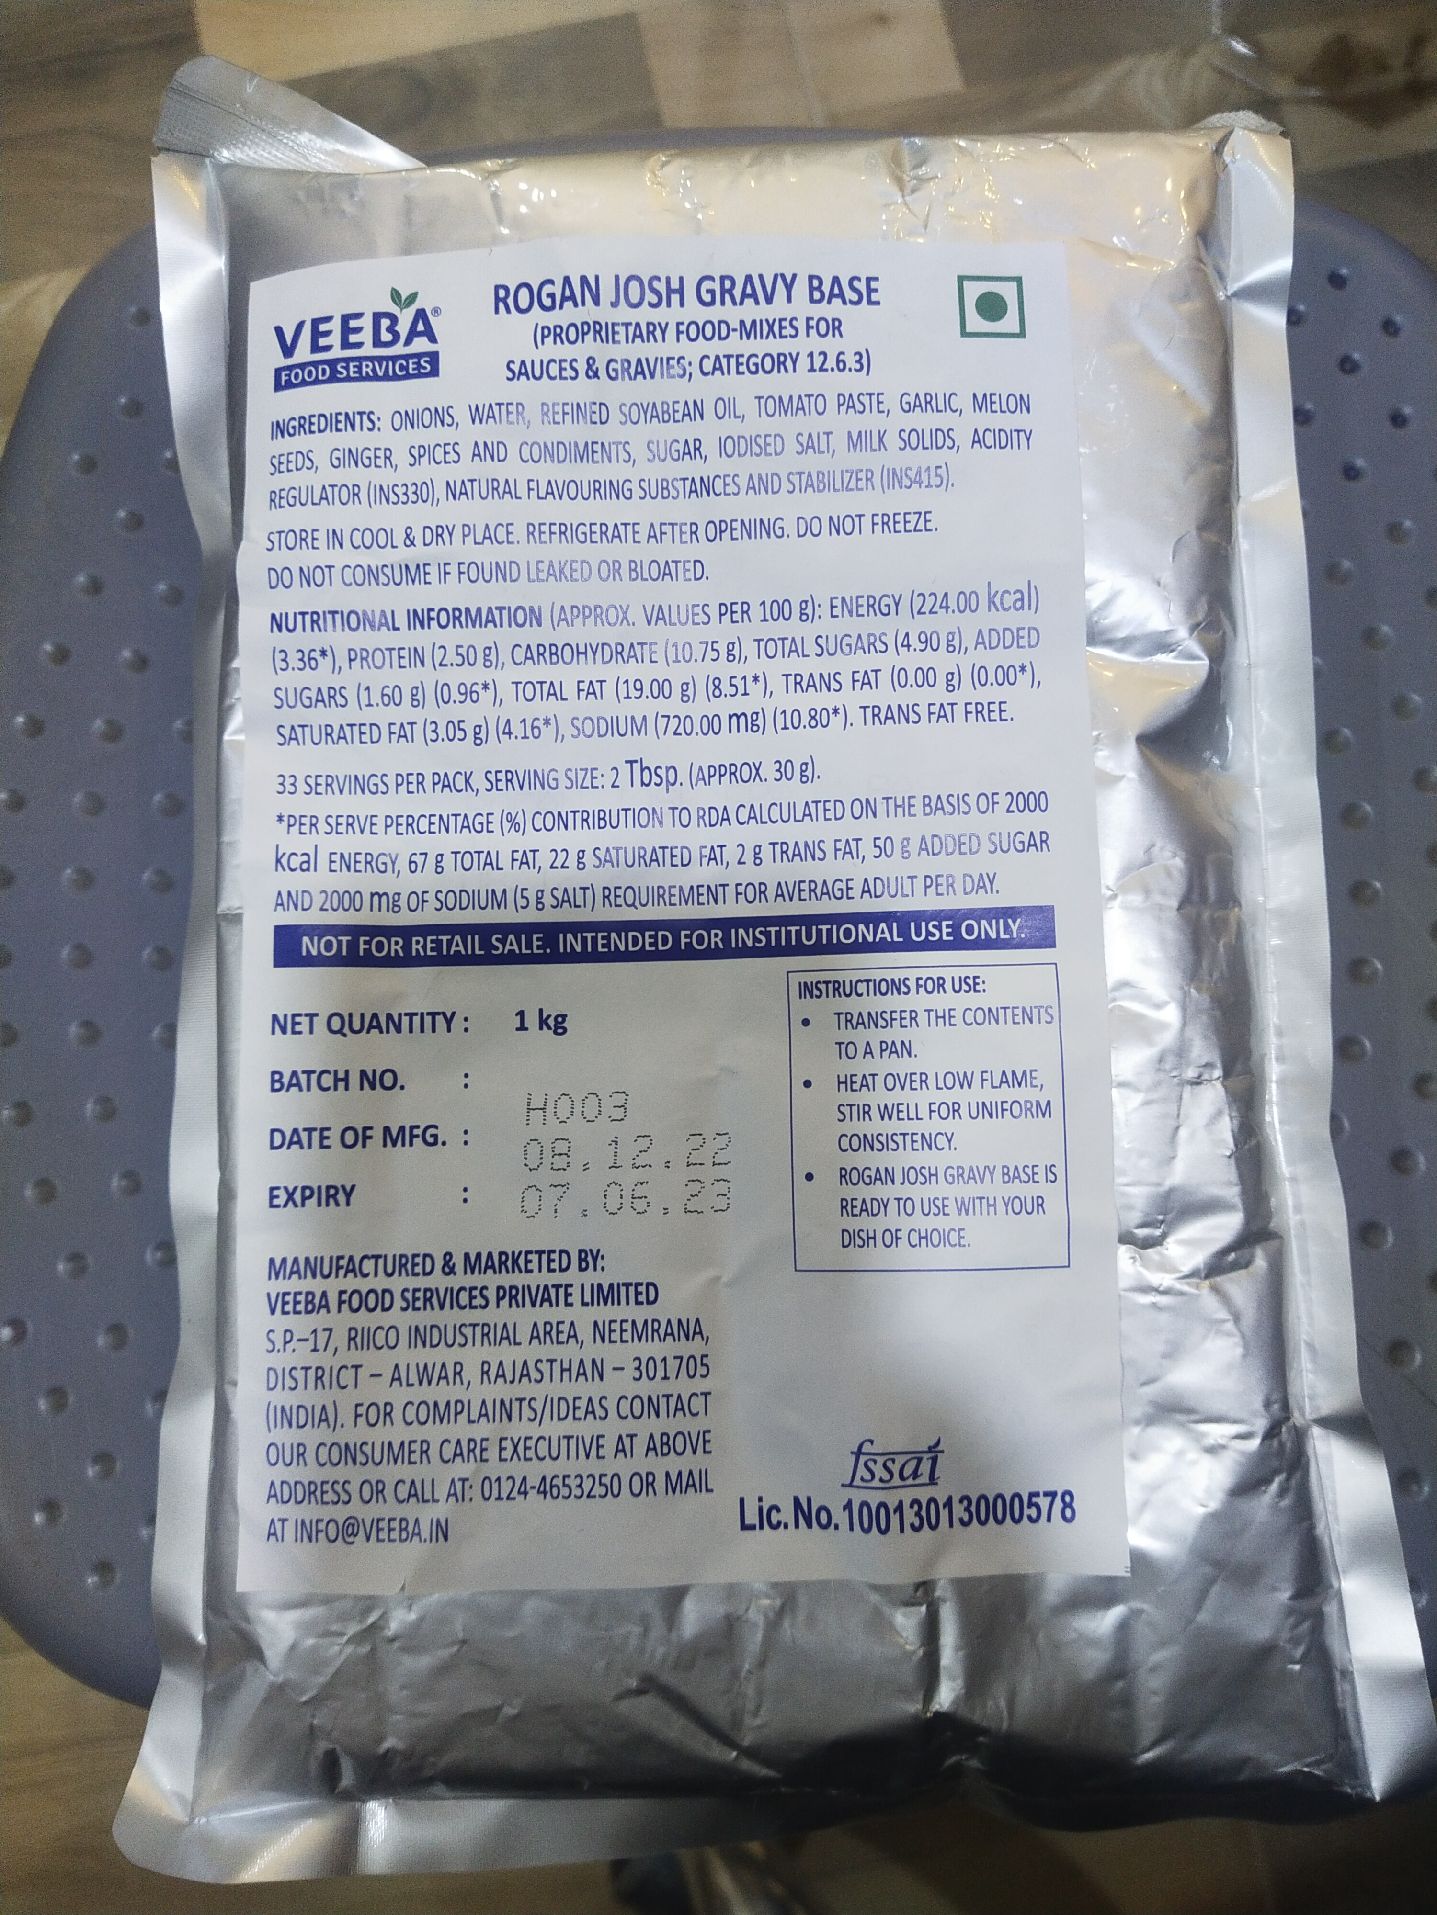 VEEBA®
FOOD SERVICES
ROGAN JOSH GRAVY BASE
(PROPRIETARY FOOD-MIXES FOR
SAUCES & GRAVIES; CATEGORY 12.6.3)
INGREDIENTS: ONIONS, WATER, REFINED SOYABEAN OIL, TOMATO PASTE, GARLIC, MELON
SEEDS, GINGER, SPICES AND CONDIMENTS, SUGAR, IODISED SALT, MILK SOLIDS, ACIDITY
REGULATOR (INS330), NATURAL FLAVOURING SUBSTANCES AND STABILIZER (INS415).
STORE IN COOL & DRY PLACE. REFRIGERATE AFTER OPENING. DO NOT FREEZE.
DO NOT CONSUME IF FOUND LEAKED OR BLOATED.
NUTRITIONAL INFORMATION (APPROX. VALUES PER 100 g): ENERGY (224.00 kcal)
(3.36*), PROTEIN (2.50 g), CARBOHYDRATE (10.75 g), TOTAL SUGARS (4.90 g), ADDED
SUGARS (1.60 g) (0.96*), TOTAL FAT (19.00 g) (8.51*), TRANS FAT (0.00 g) (0.00*),
SATURATED FAT (3.05 g) (4.16*), SODIUM (720.00 mg) (10.80*). TRANS FAT FREE.
33 SERVINGS PER PACK, SERVING SIZE: 2 Tbsp. (APPROX. 30 g).
*PER SERVE PERCENTAGE (%) CONTRIBUTION TO RDA CALCULATED ON THE BASIS OF 2000
kcal ENERGY, 67 g TOTAL FAT, 22 g SATURATED FAT, 2 g TRANS FAT, 50 g ADDED SUGAR
AND 2000 mg OF SODIUM (5 g SALT) REQUIREMENT FOR AVERAGE ADULT PER DAY.
NOT FOR RETAIL SALE. INTENDED FOR INSTITUTIONAL USE ONLY.
NET QUANTITY : 1 kg
BATCH NO. : H003
DATE OF MFG. : 08.12.22
EXPIRY : 07.06.23
INSTRUCTIONS FOR USE:
• TRANSFER THE CONTENTS
TO A PAN.
• HEAT OVER LOW FLAME,
STIR WELL FOR UNIFORM
CONSISTENCY.
• ROGAN JOSH GRAVY BASE IS
READY TO USE WITH YOUR
DISH OF CHOICE.
MANUFACTURED & MARKETED BY:
VEEBA FOOD SERVICES PRIVATE LIMITED
S.P.–17, RIICO INDUSTRIAL AREA, NEEMRANA,
DISTRICT – ALWAR, RAJASTHAN – 301705
(INDIA). FOR COMPLAINTS/IDEAS CONTACT
OUR CONSUMER CARE EXECUTIVE AT ABOVE
ADDRESS OR CALL AT: 0124-4653250 OR MAIL
AT INFO@VEEBA.IN
fssai
Lic.No.10013013000578